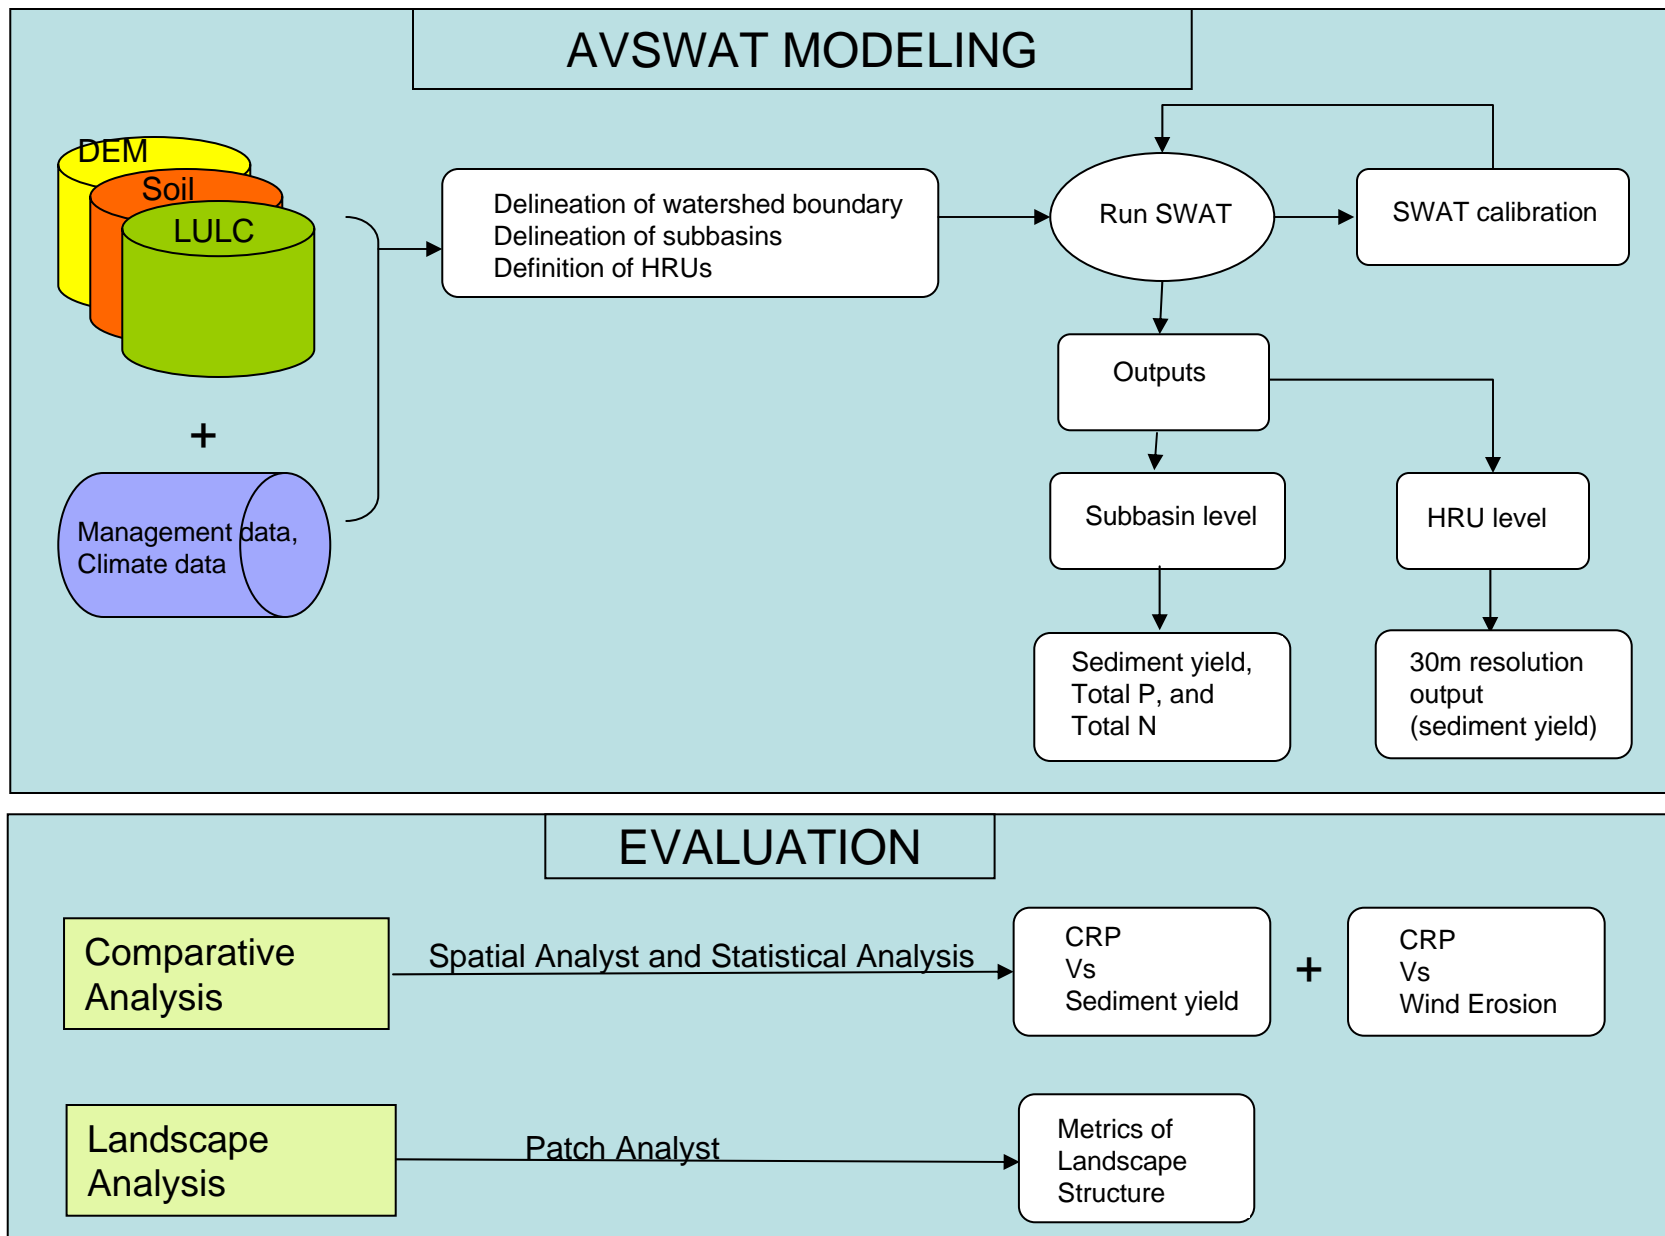 AVSWAT MODELING
DEM
Soil
LULC
+
Management data,
Climate data
Delineation of watershed boundary
Delineation of subbasins
Definition of HRUs
Run SWAT
SWAT calibration
Outputs
Subbasin level
HRU level
Sediment yield,
Total P, and
Total N
30m resolution
output
(sediment yield)
EVALUATION
Comparative
Analysis
Spatial Analyst and Statistical Analysis
CRP
Vs
Sediment yield
+
CRP
Vs
Wind Erosion
Landscape
Analysis
Patch Analyst
Metrics of
Landscape
Structure